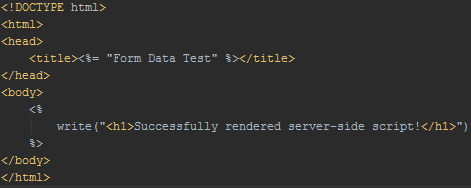 <!DOCTYPE html>
<html>
<head>
    <title><%= "Form Data Test" %></title>
</head>
<body>
    <%
        write("<h1>Successfully rendered server-side script!</h1>")
    %>
</body>
</html>